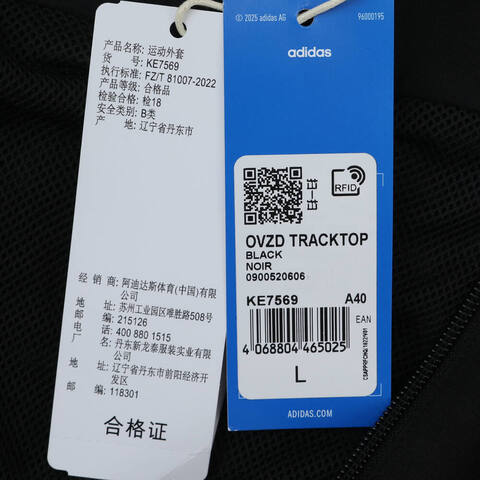 产品名称: 运动外套
货 号: KE7569
执行标准: FZ/T 81007-2022
产品等级: 合格品
检验合格: 检18
安全类别: B类
产 地: 辽宁省丹东市
经 销 商: 阿迪达斯体育(中国)有限
公司
地 址: 苏州工业园区唯胜路508号
邮 编: 215126
电 话: 400 880 1515
厂 名: 丹东新龙泰服装实业有限
公司
地 址: 辽宁省丹东市前阳经济开
发区
邮 编: 118301
合格证
© 2025 adidas AG
96000195
adidas
RFID
OVZD TRACKTOP
BLACK
NOIR
0900520606
KE7569 A40
EAN
4 068804 465025
L
ADIDAS.COM